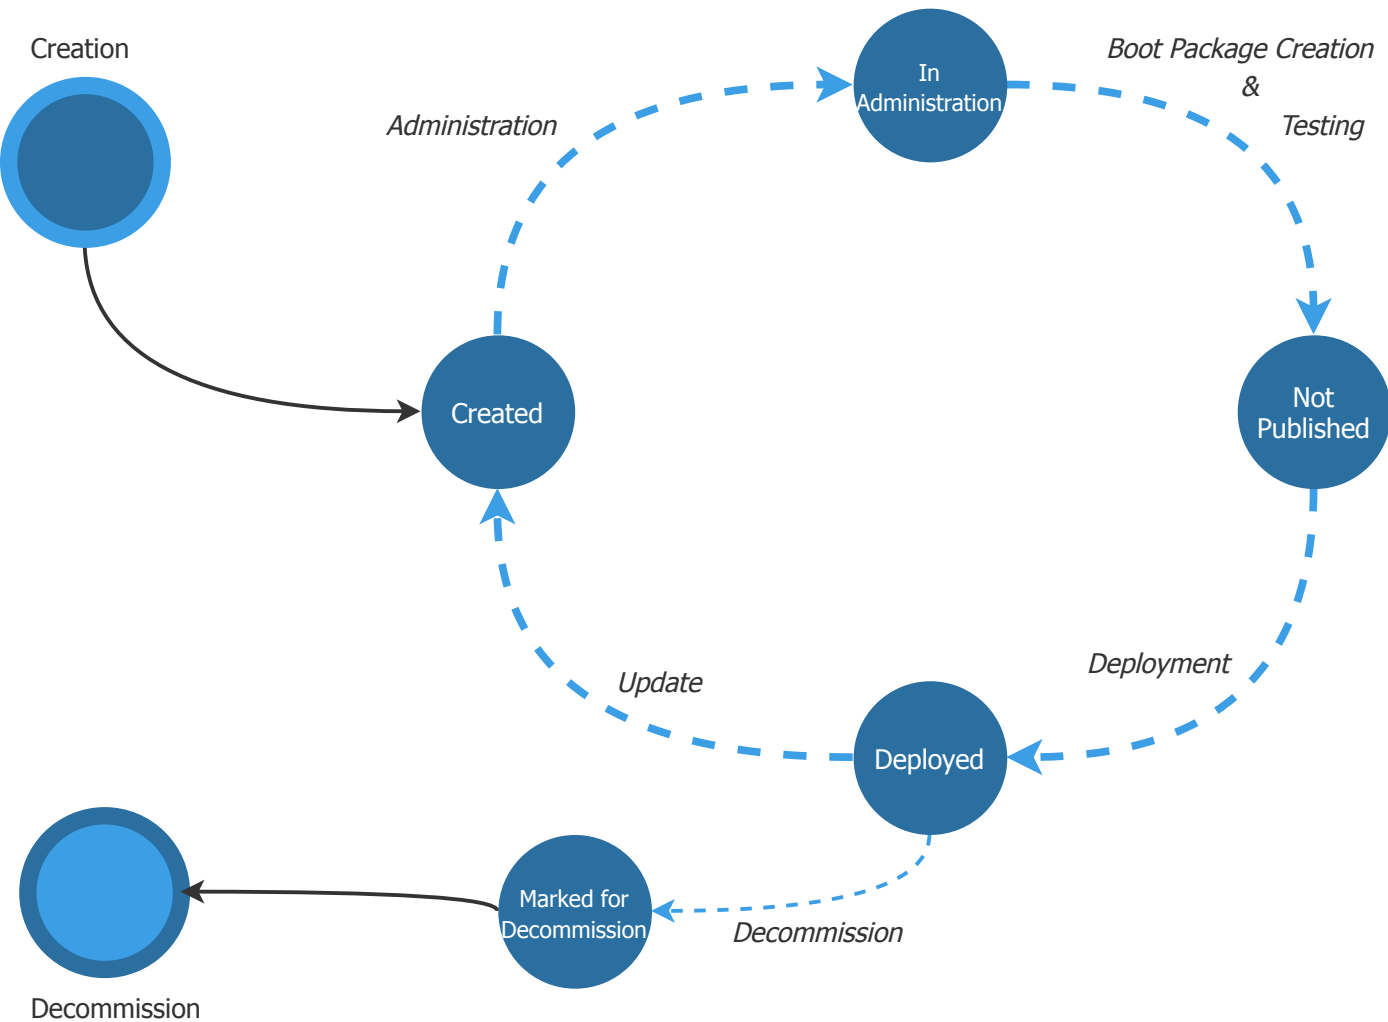 Creation
Administration
In
Administration
Boot Package Creation
&
Testing
Created
Not
Published
Update
Deployment
Deployed
Marked for
Decommission
Decommission
Decommission